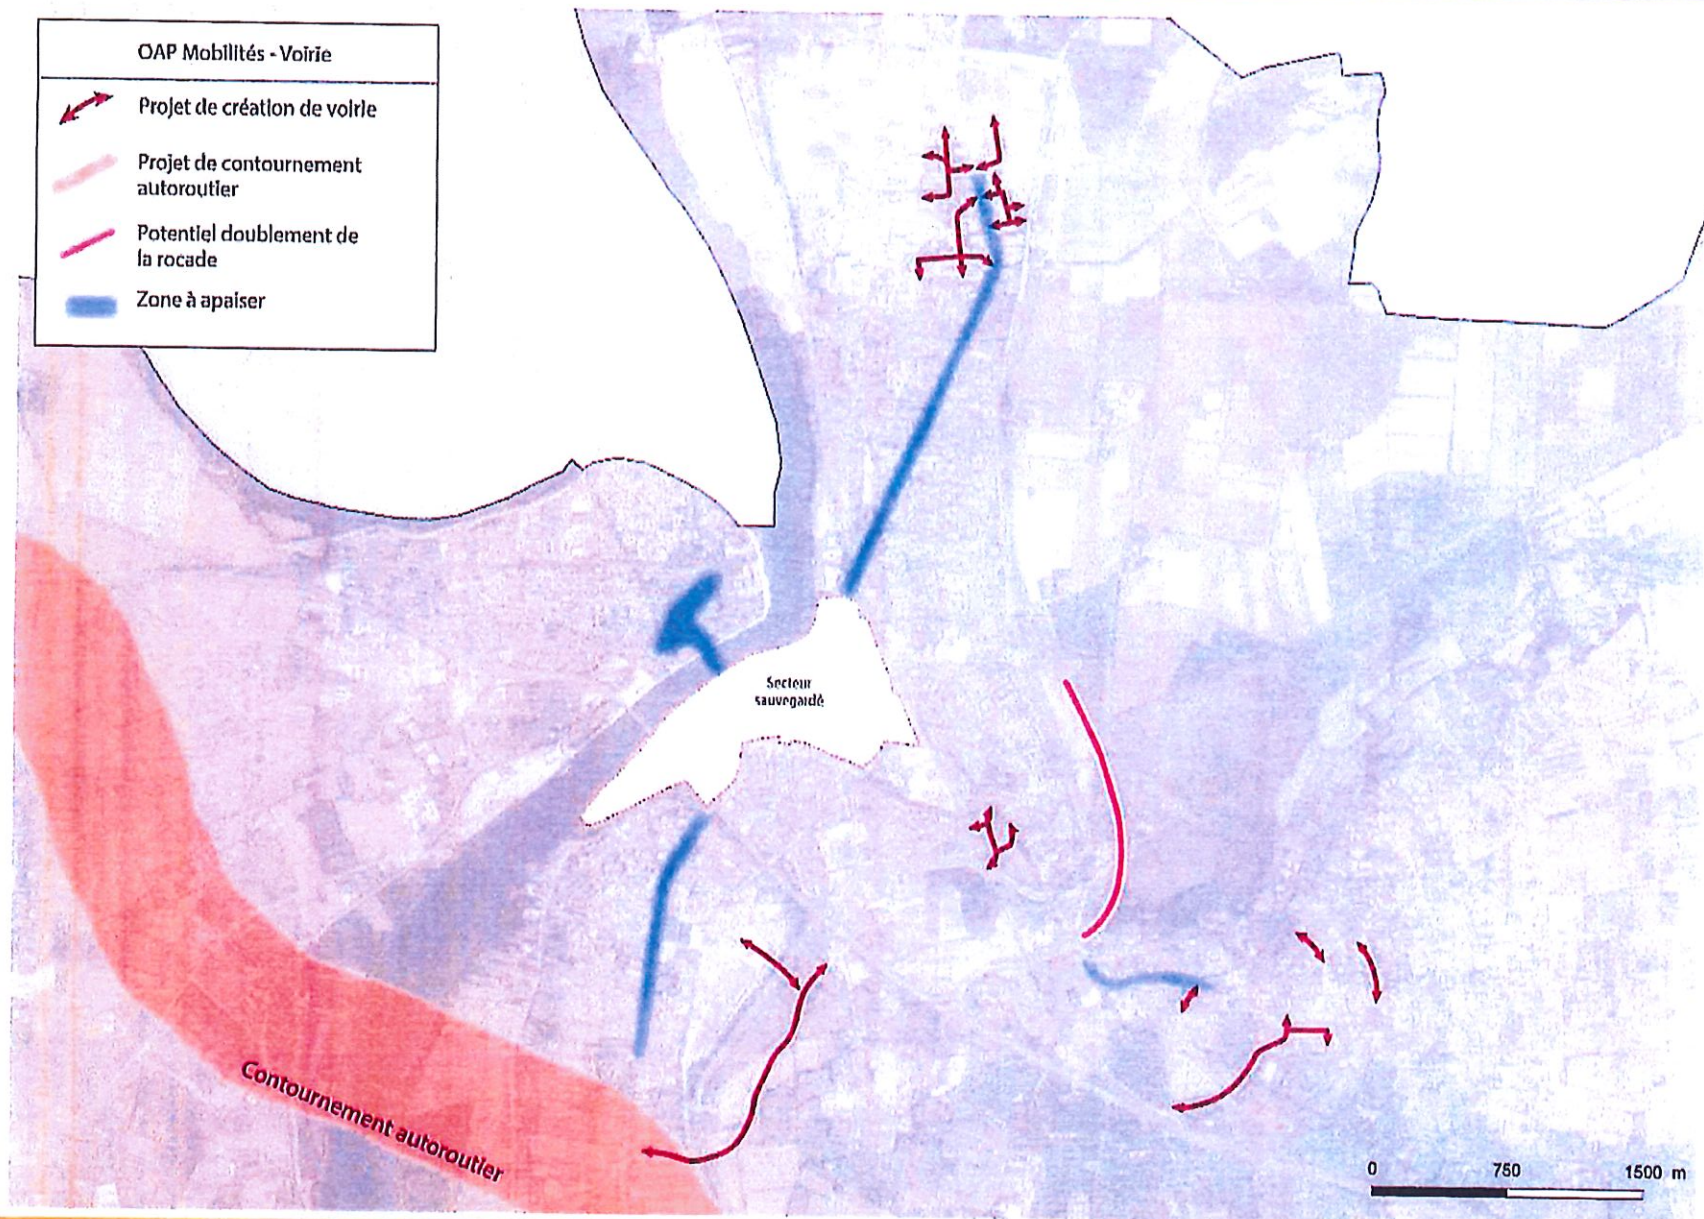 OAP Mobilités - Voirie
Projet de création de voirie
Projet de contournement
autoroutier
Potentiel doublement de
la rocade
Zone à apaiser
Secteur
sauvegardé
Contournement autoroutier
0 750 1500 m